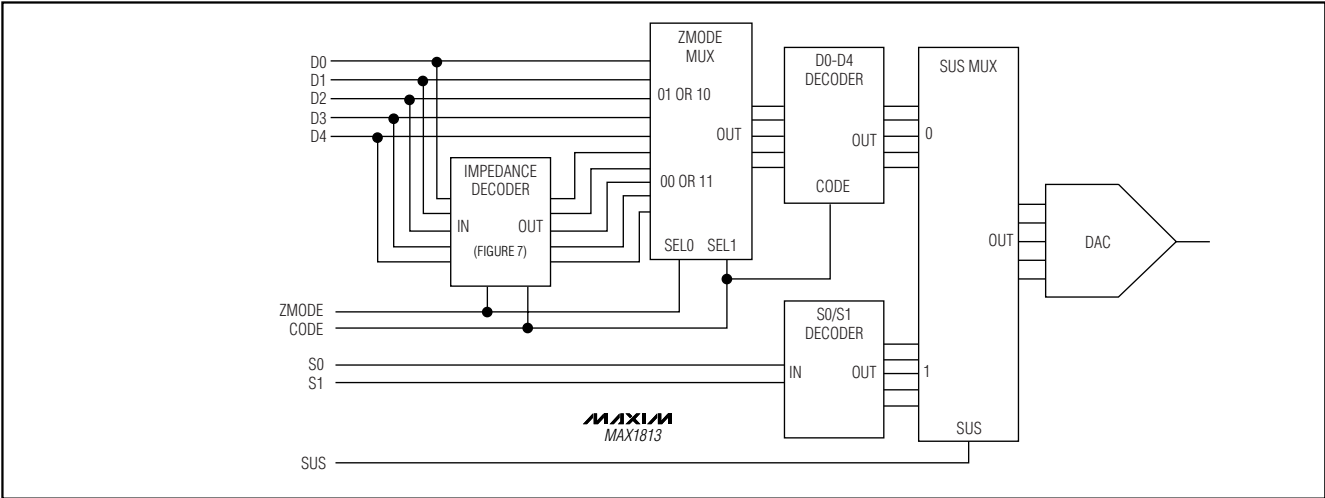 D0
D1
D2
D3
D4
ZMODE
MUX
01 OR 10
OUT
00 OR 11
SEL0 SEL1
IMPEDANCE
DECODER
IN OUT
(FIGURE 7)
D0-D4
DECODER
OUT
CODE
SUS MUX
0
OUT
1
SUS
DAC
ZMODE
CODE
S0
S1
S0/S1
DECODER
IN OUT
MAXIM
MAX1813
SUS